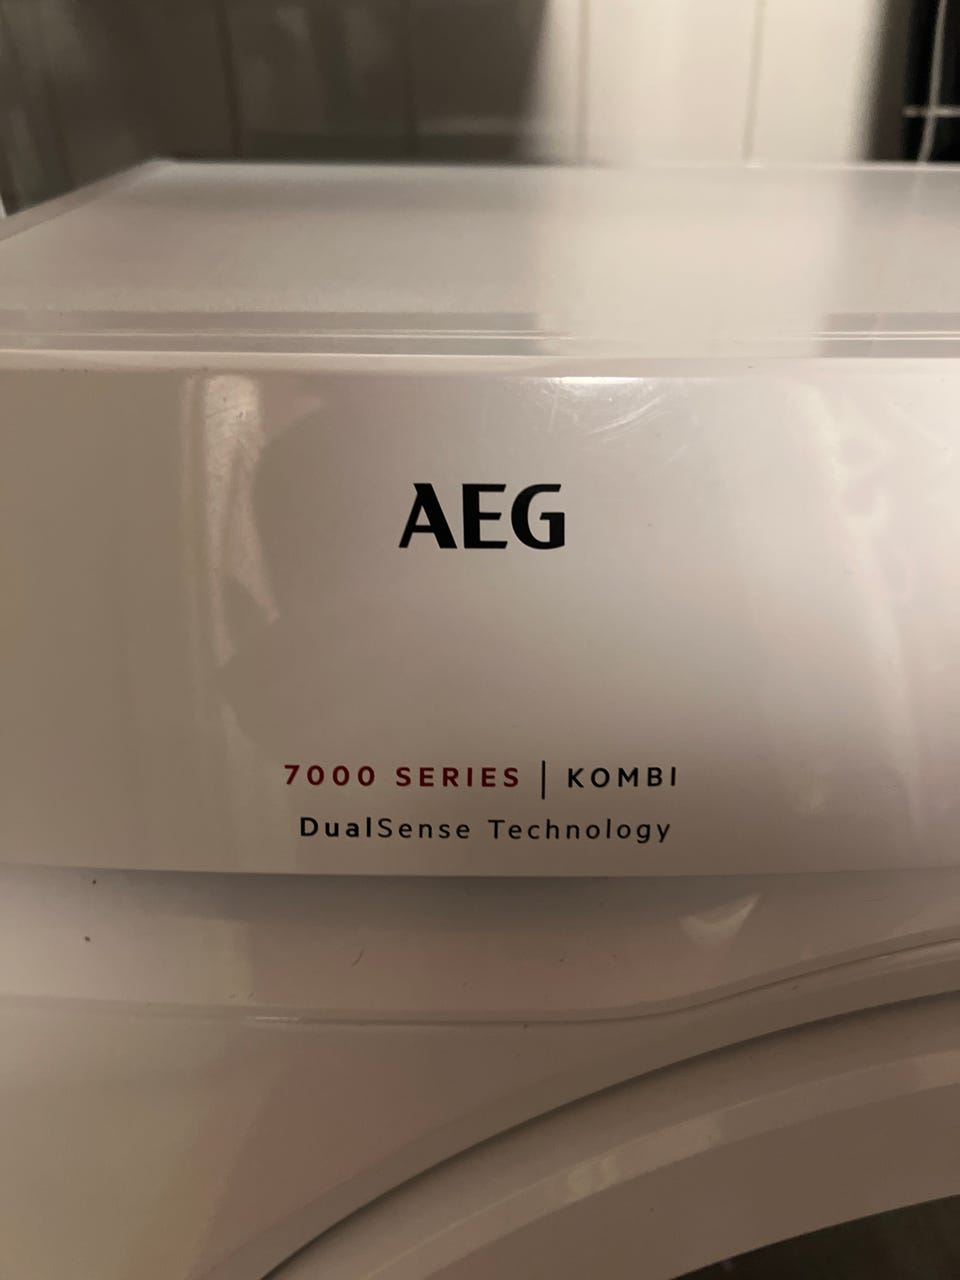 AEG
7000 SERIES | KOMBI
DualSense Technology